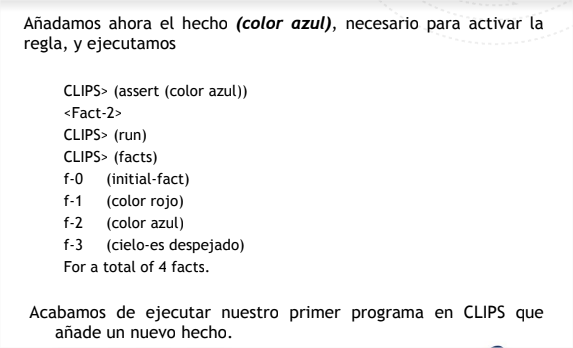 Añadamos ahora el hecho (color azul), necesario para activar la
regla, y ejecutamos
CLIPS> (assert (color azul))
<Fact-2>
CLIPS> (run)
CLIPS> (facts)
f-0 (initial-fact)
f-1 (color rojo)
f-2 (color azul)
f-3 (cielo-es despejado)
For a total of 4 facts.
Acabamos de ejecutar nuestro primer programa en CLIPS que
añade un nuevo hecho.